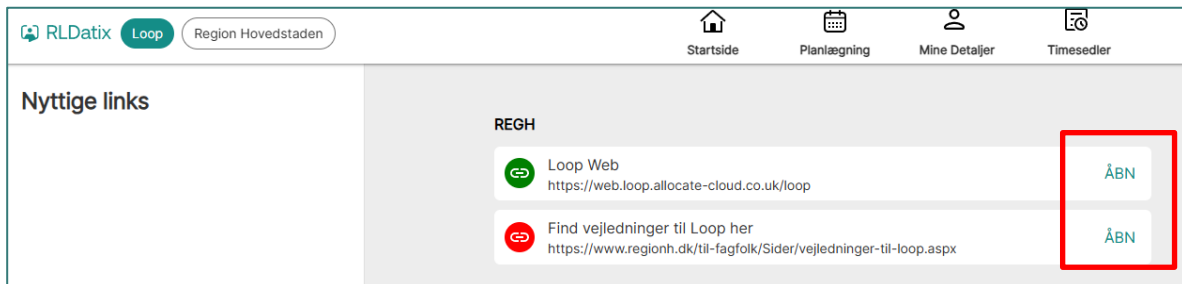 RLDatix Loop Region Hovedstaden
Startside Planlægning Mine Detaljer Timesedler
Nyttige links
REGH
Loop Web
https://web.loop.allocate-cloud.co.uk/loop
ÅBN
Find vejledninger til Loop her
https://www.regionh.dk/til-fagfolk/Sider/vejledninger-til-loop.aspx
ÅBN